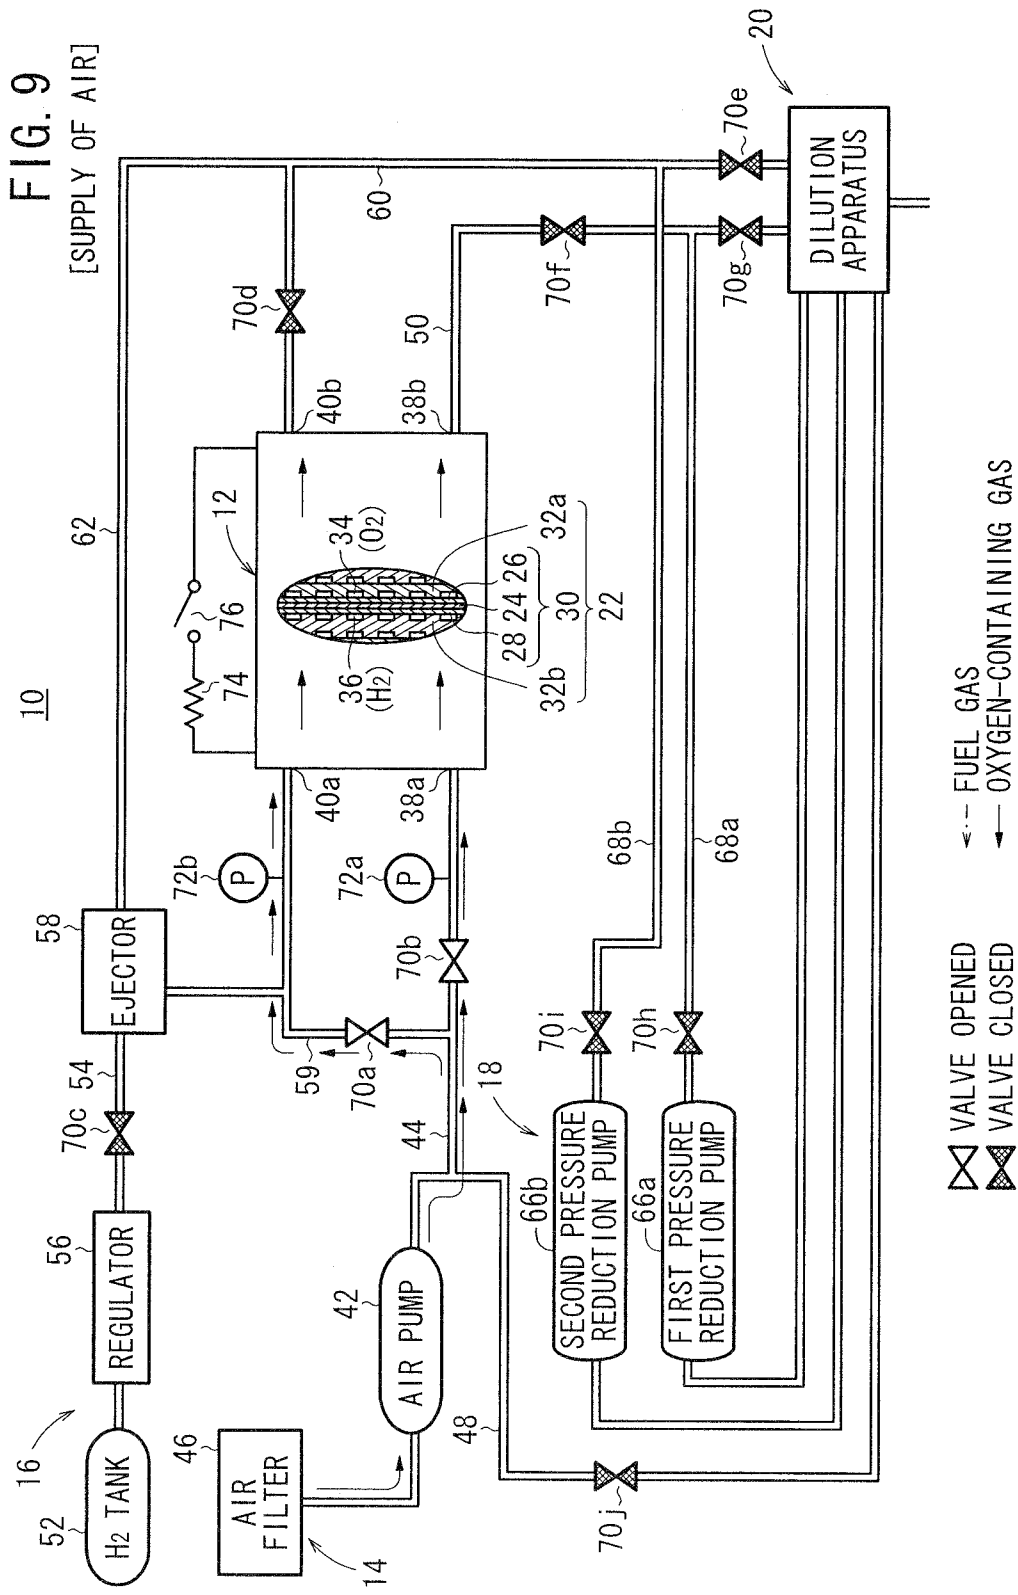 FIG. 9
[SUPPLY OF AIR]
10
16
52
H2 TANK
56
REGULATOR
70c
54
58
EJECTOR
62
46
AIR
FILTER
14
42
AIR PUMP
44
59
70a
70b
72b
P
72a
P
40a
38a
74
76
12
36
(H2)
34
(O2)
32b
28
24
26
32a
30
22
40b
38b
70d
50
60
70f
70g
70e
20
DILUTION
APPARATUS
18
66b
SECOND PRESSURE
REDUCTION PUMP
70i
68b
66a
FIRST PRESSURE
REDUCTION PUMP
70h
68a
48
70j
VALVE OPENED
VALVE CLOSED
FUEL GAS
OXYGEN-CONTAINING GAS